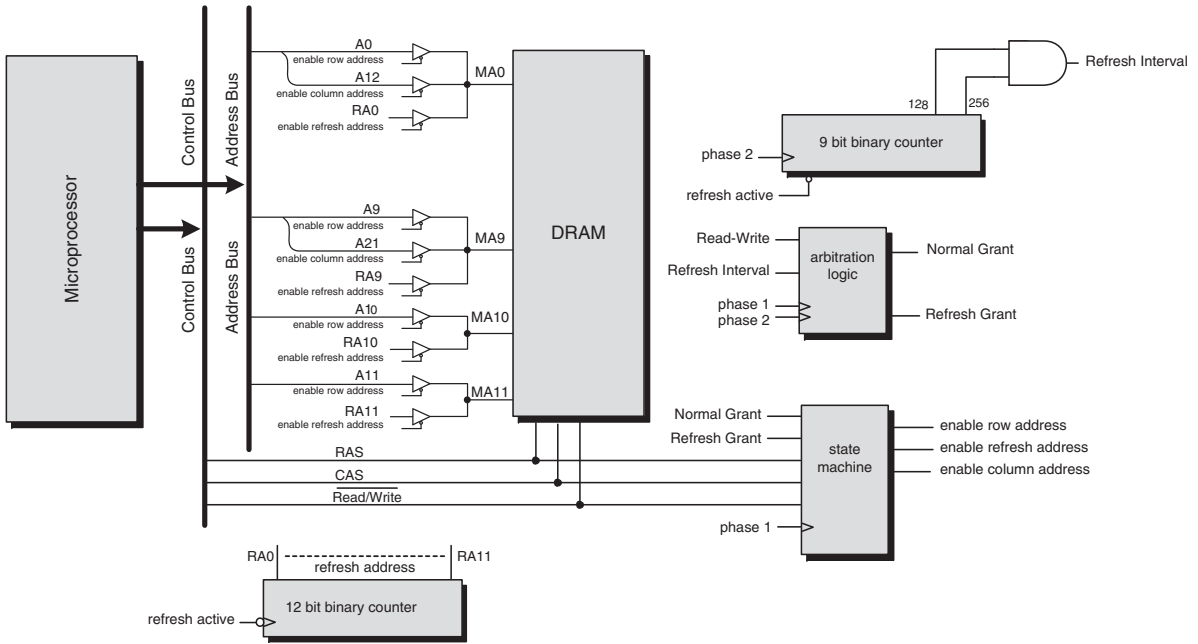 Microprocessor
Control Bus
Address Bus
Control Bus
Address Bus
A0
enable row address
A12
enable column address
RA0
enable refresh address
MA0
A9
enable row address
A21
enable column address
RA9
enable refresh address
MA9
A10
enable row address
RA10
enable refresh address
MA10
A11
enable row address
RA11
enable refresh address
MA11
DRAM
RAS
CAS
Read/Write
RA0
RA11
refresh address
12 bit binary counter
refresh active
Refresh Interval
128
256
9 bit binary counter
phase 2
refresh active
Read-Write
Refresh Interval
phase 1
phase 2
arbitration
logic
Normal Grant
Refresh Grant
Normal Grant
Refresh Grant
phase 1
state
machine
enable row address
enable refresh address
enable column address